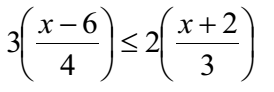 3((x−6)/4) ≤ 2((x+2)/3)